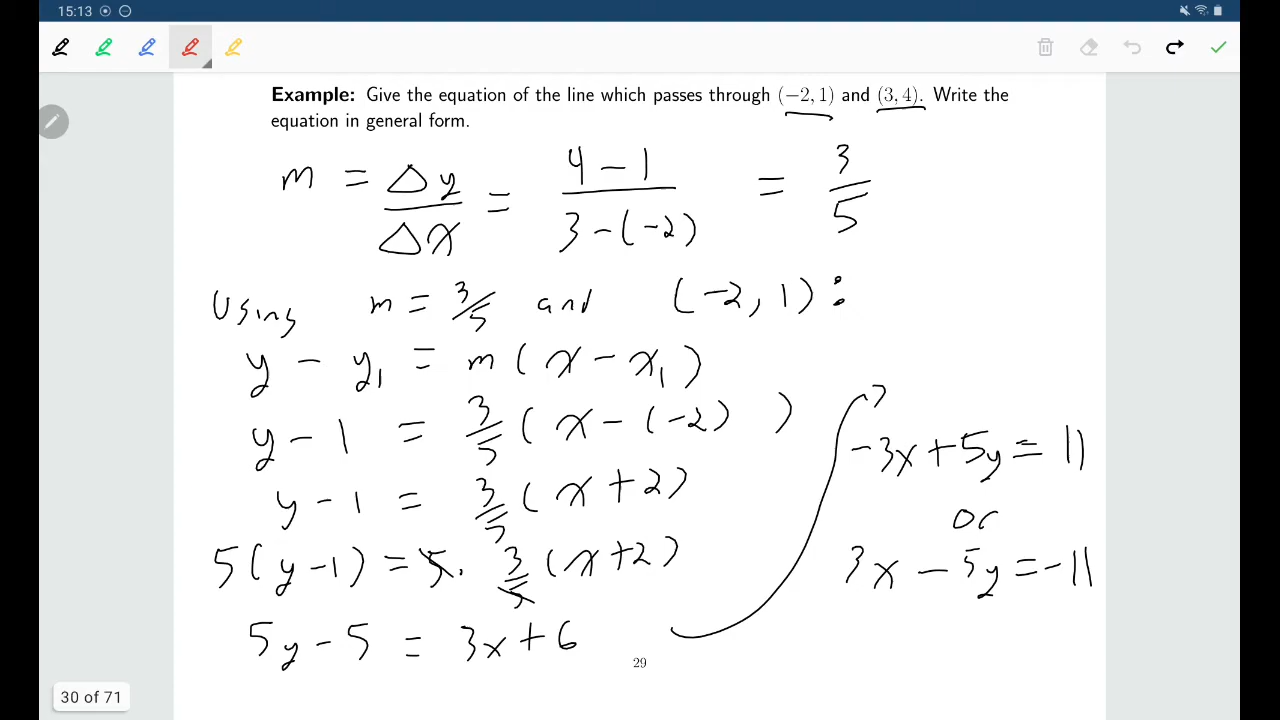 15:13
Example: Give the equation of the line which passes through (−2, 1) and (3, 4). Write the
equation in general form.
m = Δy/Δx = (4 − 1)/(3 − (−2)) = 3/5
Using m = 3/5 and (−2, 1):
y − y₁ = m(x − x₁)
y − 1 = 3/5 (x − (−2) )
y − 1 = 3/5 (x + 2)
5(y − 1) = 5 · 3/5 (x + 2)
5y − 5 = 3x + 6
−3x + 5y = 11
or
3x − 5y = −11
29
30 of 71